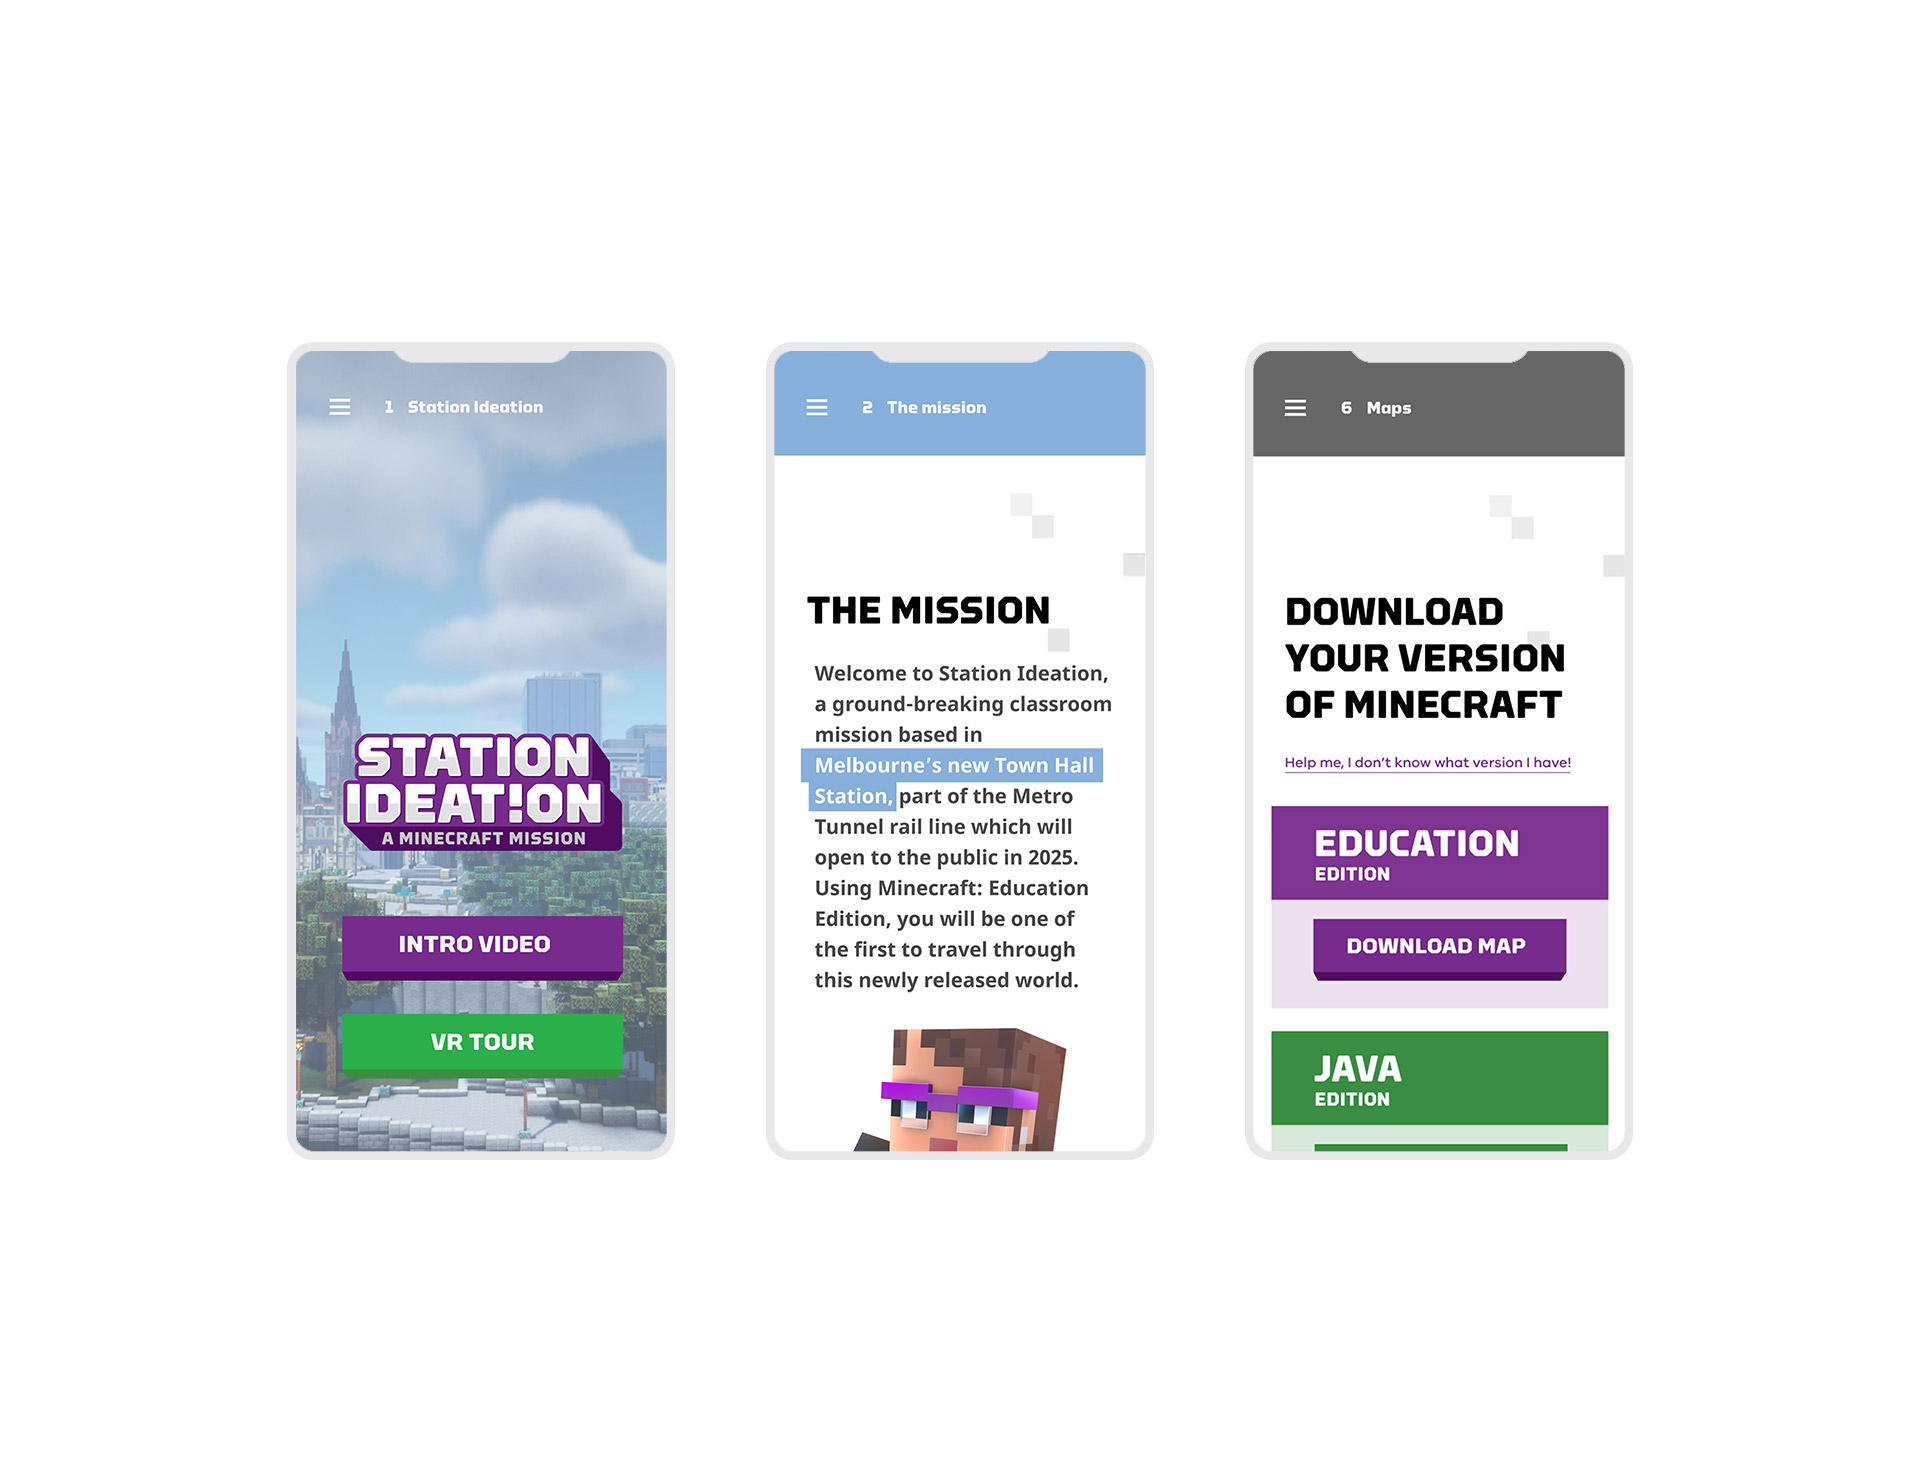 1 Station Ideation
STATION
IDEAT!ON
A MINECRAFT MISSION
INTRO VIDEO
VR TOUR
2 The mission
THE MISSION
Welcome to Station Ideation,
a ground-breaking classroom
mission based in
Melbourne’s new Town Hall
Station, part of the Metro
Tunnel rail line which will
open to the public in 2025.
Using Minecraft: Education
Edition, you will be one of
the first to travel through
this newly released world.
6 Maps
DOWNLOAD
YOUR VERSION
OF MINECRAFT
Help me, I don’t know what version I have!
EDUCATION
EDITION
DOWNLOAD MAP
JAVA
EDITION